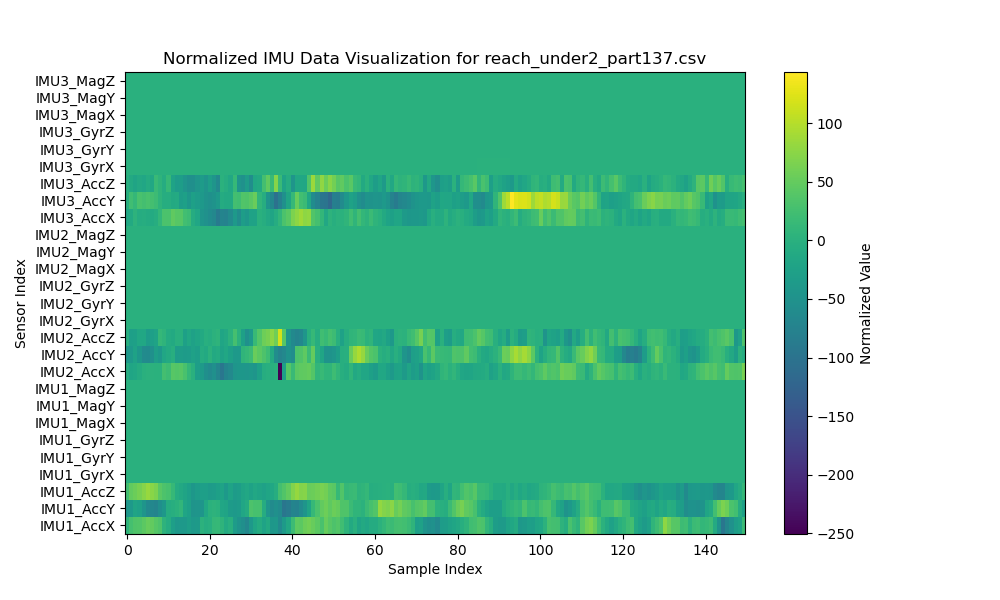 Normalized IMU Data Visualization for reach_under2_part137.csv
IMU3_MagZ
IMU3_MagY
IMU3_MagX
IMU3_GyrZ
IMU3_GyrY
IMU3_GyrX
IMU3_AccZ
IMU3_AccY
IMU3_AccX
IMU2_MagZ
IMU2_MagY
IMU2_MagX
IMU2_GyrZ
IMU2_GyrY
IMU2_GyrX
IMU2_AccZ
IMU2_AccY
IMU2_AccX
IMU1_MagZ
IMU1_MagY
IMU1_MagX
IMU1_GyrZ
IMU1_GyrY
IMU1_GyrX
IMU1_AccZ
IMU1_AccY
IMU1_AccX
Sensor Index
0 20 40 60 80 100 120 140
Sample Index
100
50
0
−50
−100
−150
−200
−250
Normalized Value